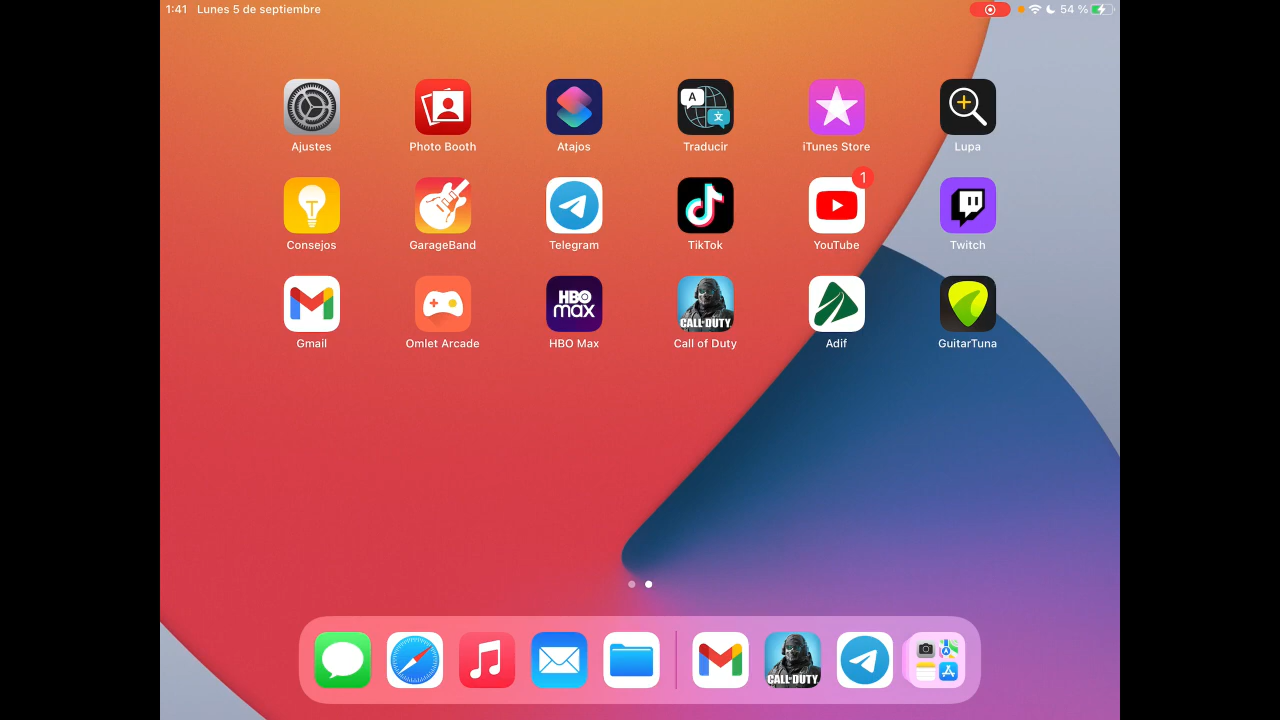 1:41 Lunes 5 de septiembre 54 %
Ajustes Photo Booth Atajos Traducir iTunes Store Lupa
1
Consejos GarageBand Telegram TikTok YouTube Twitch
HBO
max
CALL OF DUTY
Gmail Omlet Arcade HBO Max Call of Duty Adif GuitarTuna
CALL OF DUTY